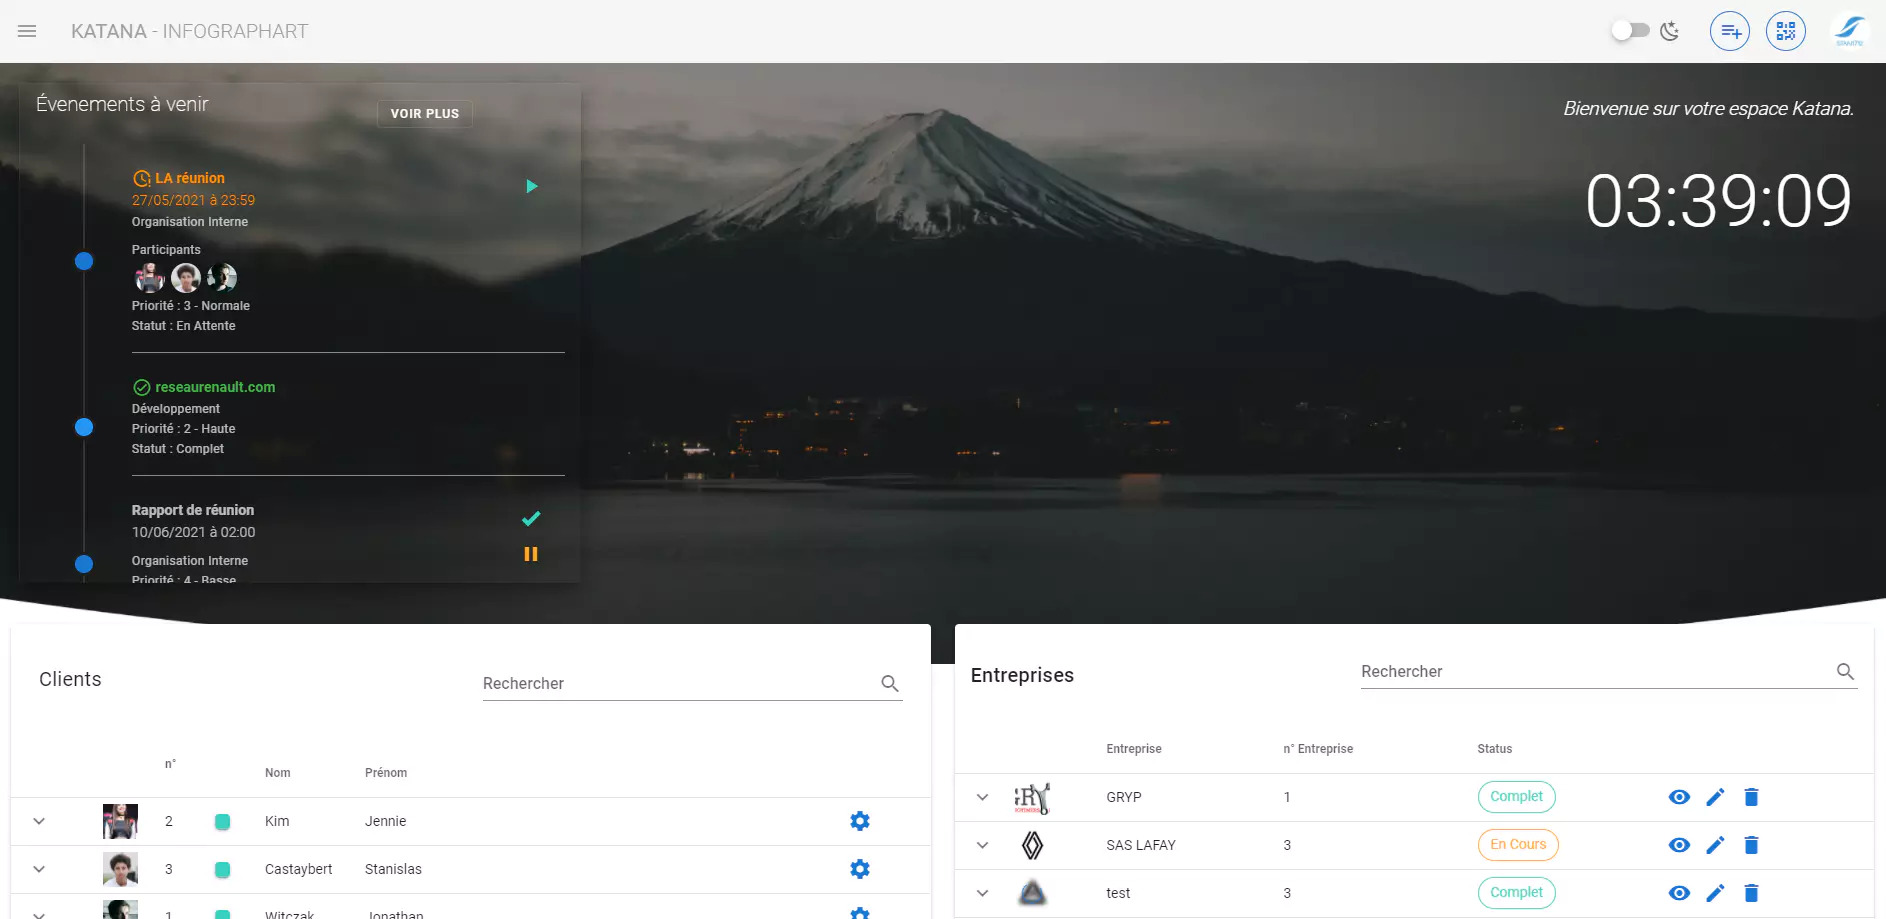 KATANA - INFOGRAPHART
Évenements à venir
VOIR PLUS
Bienvenue sur votre espace Katana.
03:39:09
LA réunion
27/05/2021 à 23:59
Organisation Interne
Participants
Priorité : 3 - Normale
Statut : En Attente
reseaurenault.com
Développement
Priorité : 2 - Haute
Statut : Complet
Rapport de réunion
10/06/2021 à 02:00
Organisation Interne
Priorité : 4 - Basse
Clients
Rechercher
n°
Nom
Prénom
2
Kim
Jennie
3
Castaybert
Stanislas
1
Witczak
Jonathan
Entreprises
Rechercher
Entreprise
n° Entreprise
Status
GRYP
1
Complet
SAS LAFAY
3
En Cours
test
3
Complet